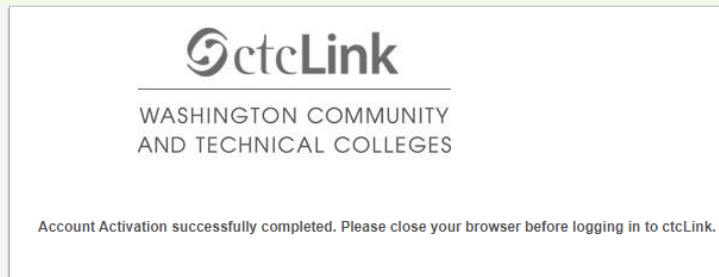 ctcLink
WASHINGTON COMMUNITY
AND TECHNICAL COLLEGES
Account Activation successfully completed. Please close your browser before logging in to ctcLink.